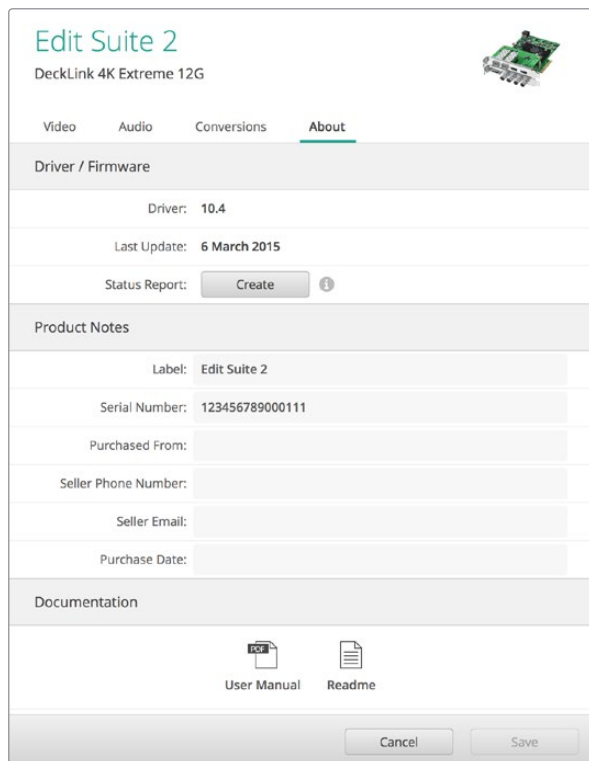 Edit Suite 2
DeckLink 4K Extreme 12G
Video Audio Conversions About
Driver / Firmware
Driver: 10.4
Last Update: 6 March 2015
Status Report: Create
Product Notes
Label: Edit Suite 2
Serial Number: 123456789000111
Purchased From:
Seller Phone Number:
Seller Email:
Purchase Date:
Documentation
PDF
User Manual Readme
Cancel Save